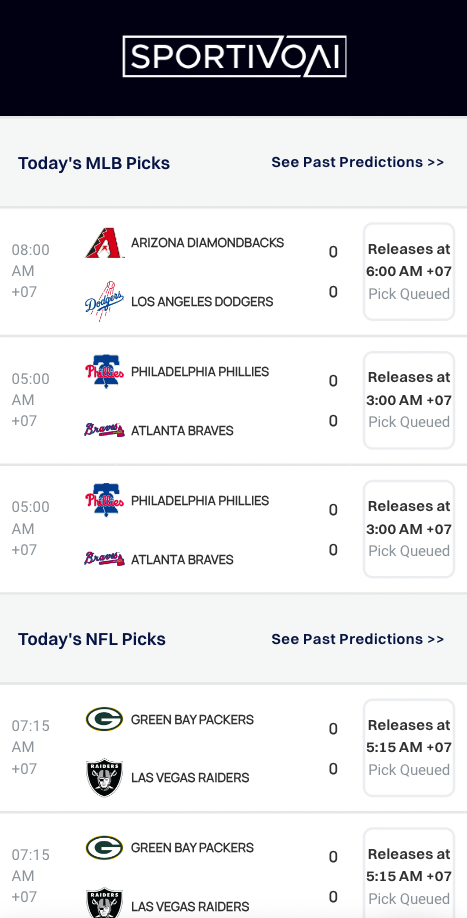 SPORTIVOAI
Today's MLB Picks
See Past Predictions >>
08:00
AM
+07
ARIZONA DIAMONDBACKS
0
Dodgers
LOS ANGELES DODGERS
0
Releases at
6:00 AM +07
Pick Queued
05:00
AM
+07
Phillies
PHILADELPHIA PHILLIES
0
Braves
ATLANTA BRAVES
0
Releases at
3:00 AM +07
Pick Queued
05:00
AM
+07
Phillies
PHILADELPHIA PHILLIES
0
Braves
ATLANTA BRAVES
0
Releases at
3:00 AM +07
Pick Queued
Today's NFL Picks
See Past Predictions >>
07:15
AM
+07
G
GREEN BAY PACKERS
0
RAIDERS
LAS VEGAS RAIDERS
0
Releases at
5:15 AM +07
Pick Queued
07:15
AM
+07
G
GREEN BAY PACKERS
0
RAIDERS
LAS VEGAS RAIDERS
0
Releases at
5:15 AM +07
Pick Queued